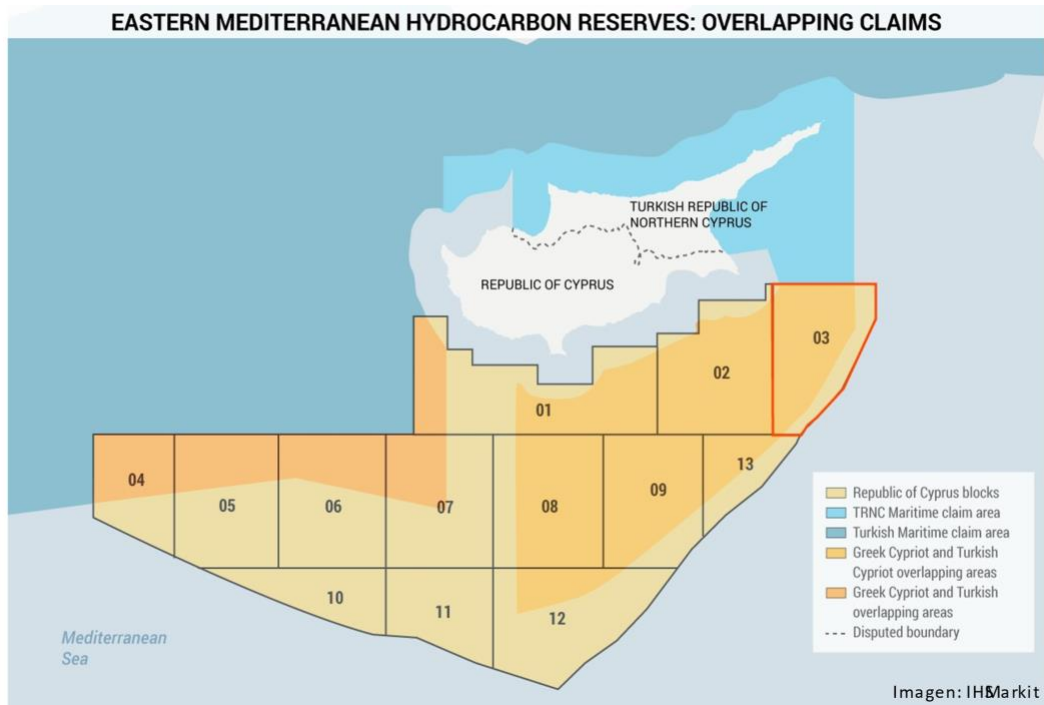 EASTERN MEDITERRANEAN HYDROCARBON RESERVES: OVERLAPPING CLAIMS
TURKISH REPUBLIC OF
NORTHERN CYPRUS
REPUBLIC OF CYPRUS
03
02
01
04
05
06
07
08
09
13
10
11
12
Republic of Cyprus blocks
TRNC Maritime claim area
Turkish Maritime claim area
Greek Cypriot and Turkish
Cypriot overlapping areas
Greek Cypriot and Turkish
overlapping areas
Disputed boundary
Mediterranean
Sea
Imagen: IHSMarkit